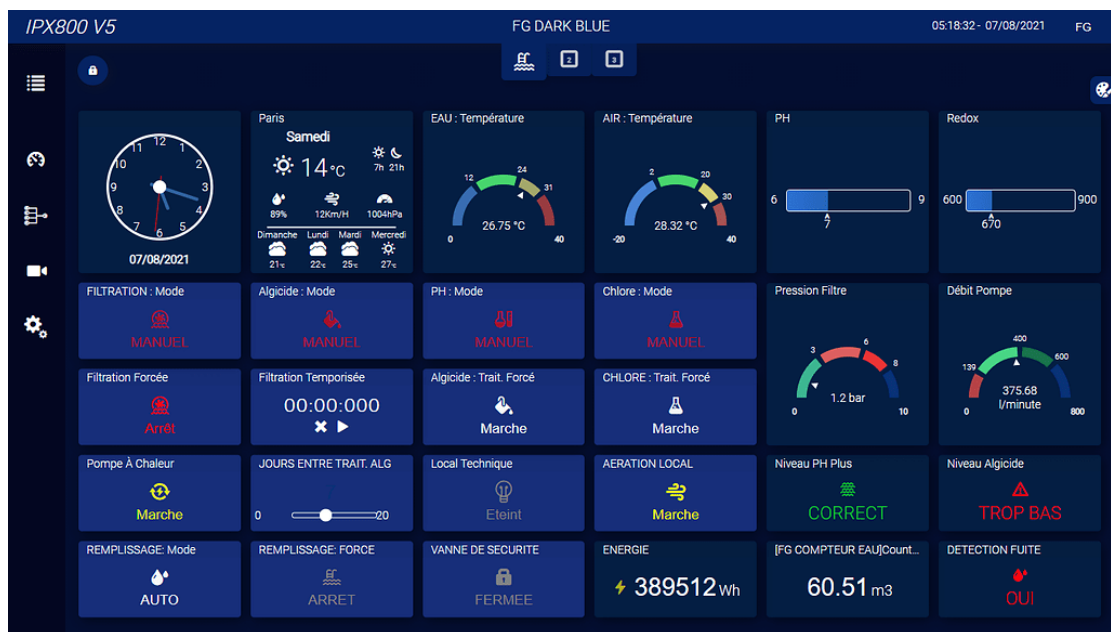 IPX800 V5
FG DARK BLUE
05:18:32 - 07/08/2021
FG
2
3
12
1
2
3
4
5
6
7
8
9
10
11
07/08/2021
Paris
Samedi
14°C
7h 21h
89% 12Km/H 1004hPa
Dimanche Lundi Mardi Mercredi
21°c 22°c 25°c 27°c
EAU : Température
12 24 31
26.75 °C
0 40
AIR : Température
2 20 30
28.32 °C
-20 40
PH
6 9
7
Redox
600 900
670
FILTRATION : Mode
MANUEL
Algicide : Mode
MANUEL
PH : Mode
MANUEL
Chlore : Mode
MANUEL
Pression Filtre
3 6 8
1.2 bar
0 10
Débit Pompe
139 400 600
375.68
l/minute
0 800
Filtration Forcée
Arrêt
Filtration Temporisée
00:00:000
Algicide : Trait. Forcé
Marche
CHLORE : Trait. Forcé
Marche
Pompe À Chaleur
Marche
JOURS ENTRE TRAIT. ALG
0 20
Local Technique
Eteint
AERATION LOCAL
Marche
Niveau PH Plus
CORRECT
Niveau Algicide
TROP BAS
REMPLISSAGE: Mode
AUTO
REMPLISSAGE: FORCE
ARRET
VANNE DE SECURITE
FERMEE
ENERGIE
389512 Wh
[FG COMPTEUR EAU]Count...
60.51 m3
DETECTION FUITE
OUI